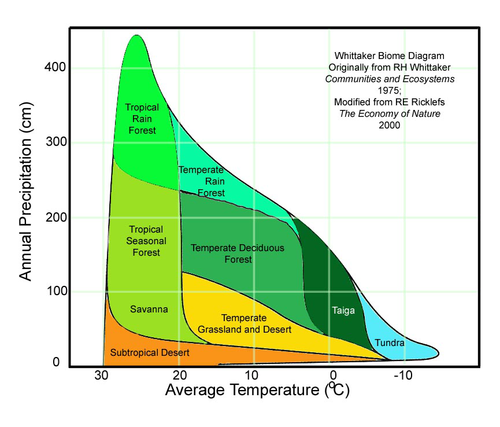 Whittaker Biome Diagram
Originally from RH Whittaker
Communities and Ecosystems
1975;
Modified from RE Ricklefs
The Economy of Nature
2000
Annual Precipitation (cm)
400
300
200
100
0
Tropical
Rain
Forest
Temperate
Rain
Forest
Tropical
Seasonal
Forest
Temperate Deciduous
Forest
Savanna
Temperate
Grassland and Desert
Taiga
Tundra
Subtropical Desert
30
20
10
0
-10
Average Temperature (°C)